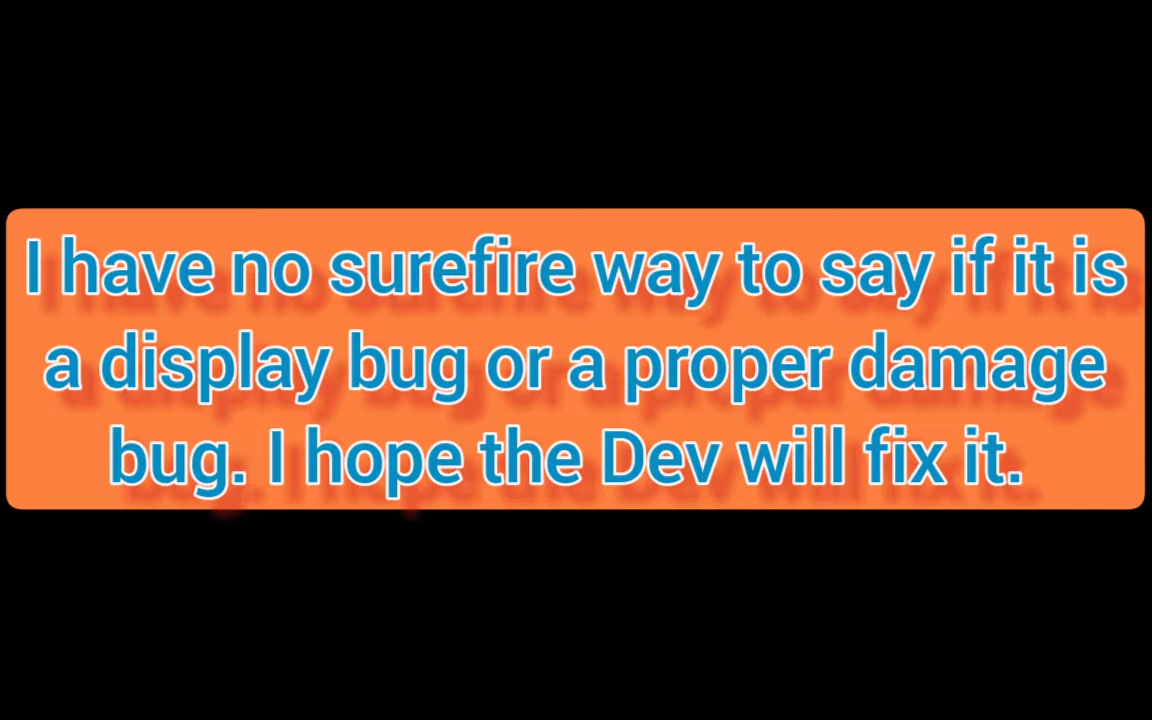 I have no surefire way to say if it is
a display bug or a proper damage
bug. I hope the Dev will fix it.